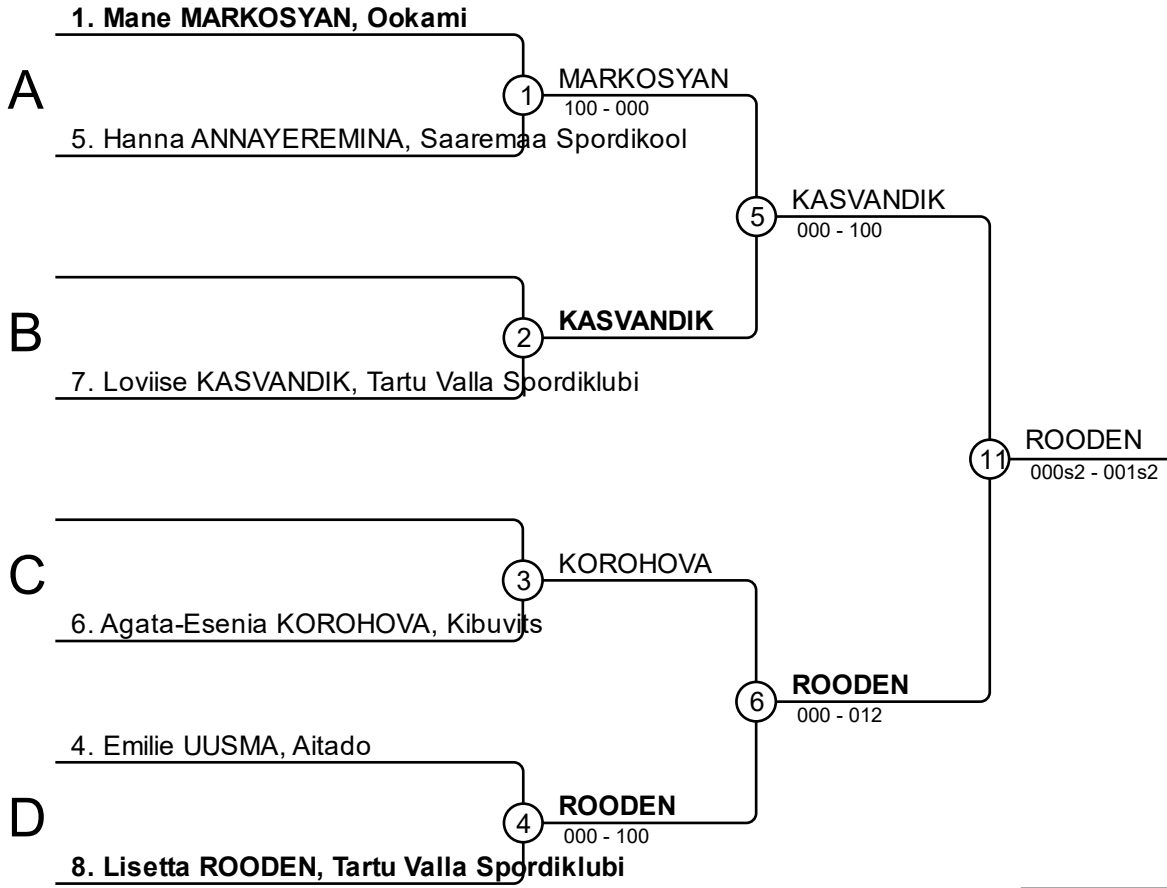 1. Mane MARKOSYAN, Ookami
A
1
MARKOSYAN
100 - 000
5. Hanna ANNAYEREMINA, Saaremaa Spordikool
5
KASVANDIK
000 - 100
B
2
KASVANDIK
7. Loviise KASVANDIK, Tartu Valla Spordiklubi
11
ROODEN
000s2 - 001s2
C
3
KOROHOVA
6. Agata-Esenia KOROHOVA, Kibuvits
6
ROODEN
000 - 012
4. Emilie UUSMA, Aitado
D
4
ROODEN
000 - 100
8. Lisetta ROODEN, Tartu Valla Spordiklubi